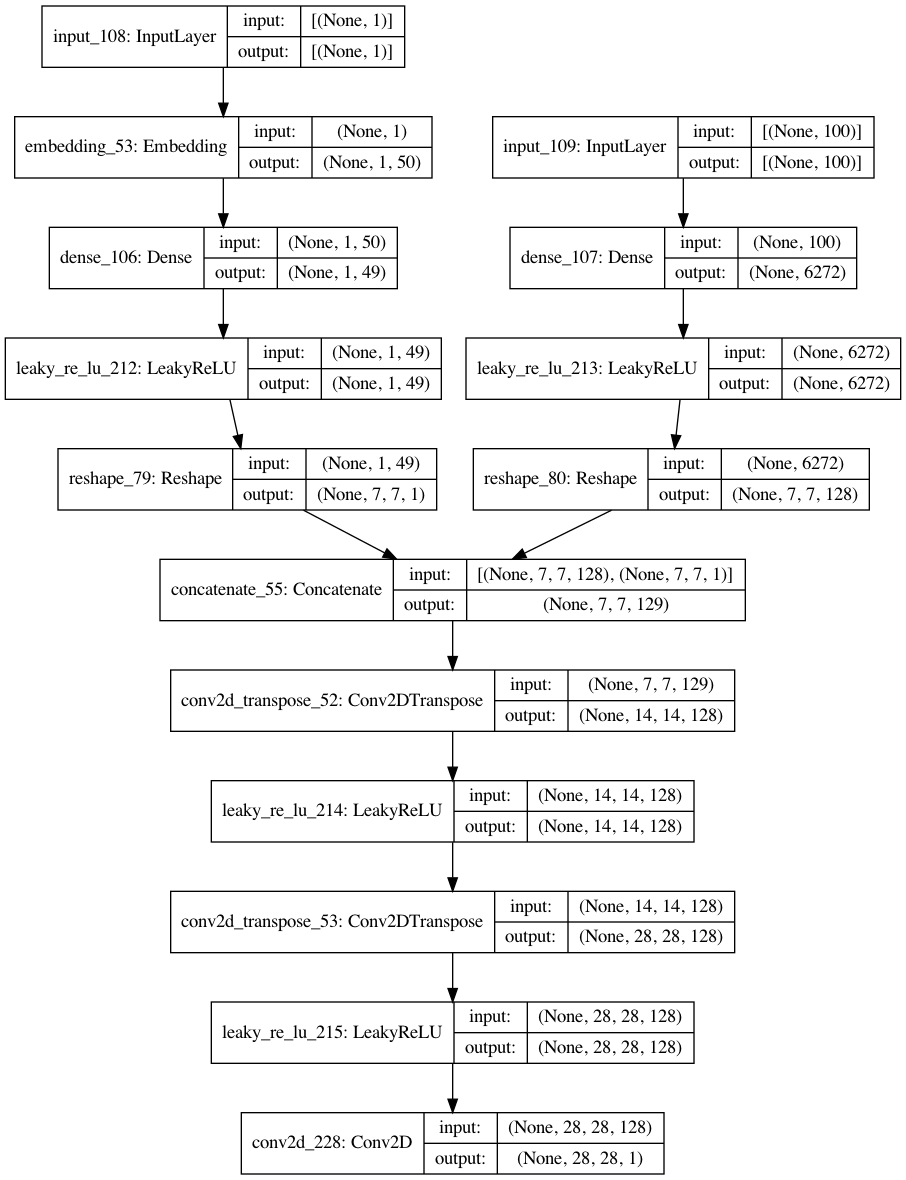 input_108: InputLayer
input: [(None, 1)]
output: [(None, 1)]
embedding_53: Embedding
input: (None, 1)
output: (None, 1, 50)
input_109: InputLayer
input: [(None, 100)]
output: [(None, 100)]
dense_106: Dense
input: (None, 1, 50)
output: (None, 1, 49)
dense_107: Dense
input: (None, 100)
output: (None, 6272)
leaky_re_lu_212: LeakyReLU
input: (None, 1, 49)
output: (None, 1, 49)
leaky_re_lu_213: LeakyReLU
input: (None, 6272)
output: (None, 6272)
reshape_79: Reshape
input: (None, 1, 49)
output: (None, 7, 7, 1)
reshape_80: Reshape
input: (None, 6272)
output: (None, 7, 7, 128)
concatenate_55: Concatenate
input: [(None, 7, 7, 128), (None, 7, 7, 1)]
output: (None, 7, 7, 129)
conv2d_transpose_52: Conv2DTranspose
input: (None, 7, 7, 129)
output: (None, 14, 14, 128)
leaky_re_lu_214: LeakyReLU
input: (None, 14, 14, 128)
output: (None, 14, 14, 128)
conv2d_transpose_53: Conv2DTranspose
input: (None, 14, 14, 128)
output: (None, 28, 28, 128)
leaky_re_lu_215: LeakyReLU
input: (None, 28, 28, 128)
output: (None, 28, 28, 128)
conv2d_228: Conv2D
input: (None, 28, 28, 128)
output: (None, 28, 28, 1)